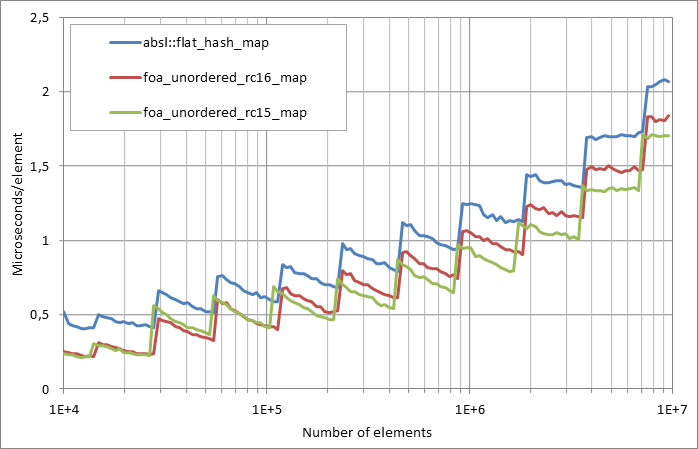 2,5
2
1,5
1
0,5
0
Microseconds/element
absl::flat_hash_map
foa_unordered_rc16_map
foa_unordered_rc15_map
1E+4
1E+5
1E+6
1E+7
Number of elements